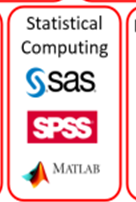 Statistical
Computing
sas
SPSS
MATLAB